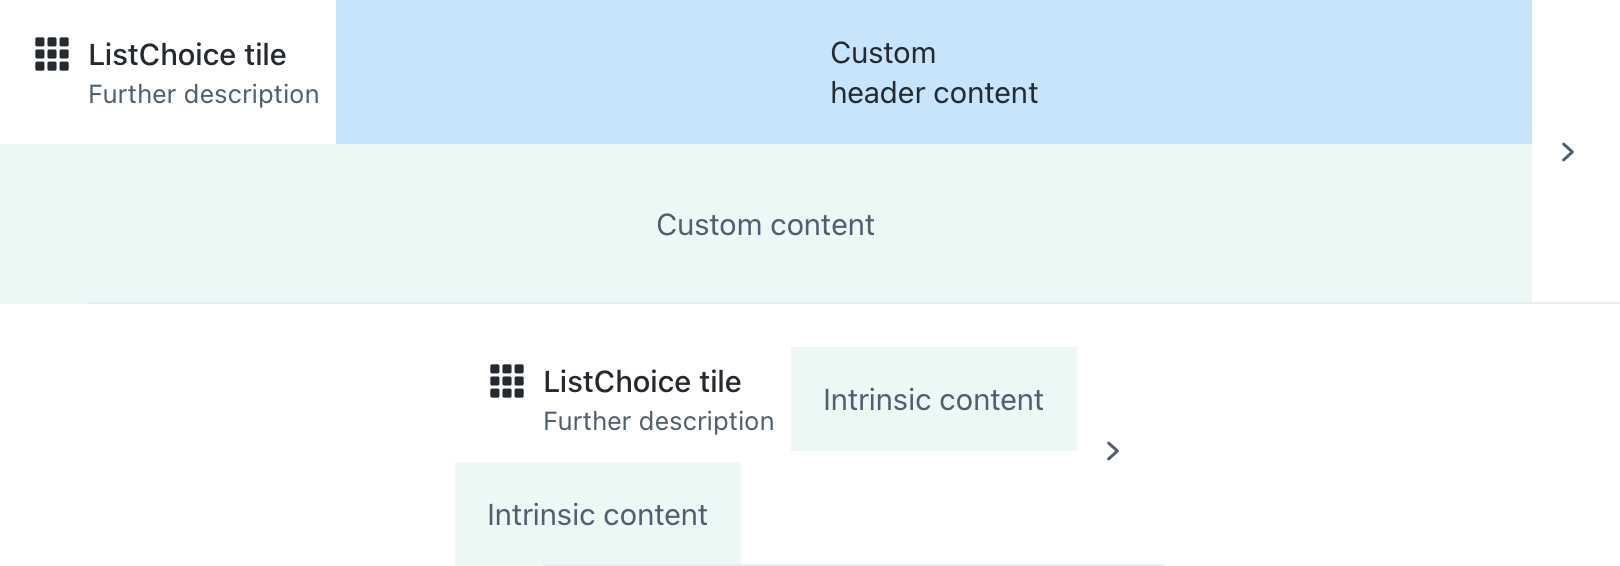 ListChoice tile
Further description
Custom
header content
Custom content
ListChoice tile
Further description
Intrinsic content
Intrinsic content